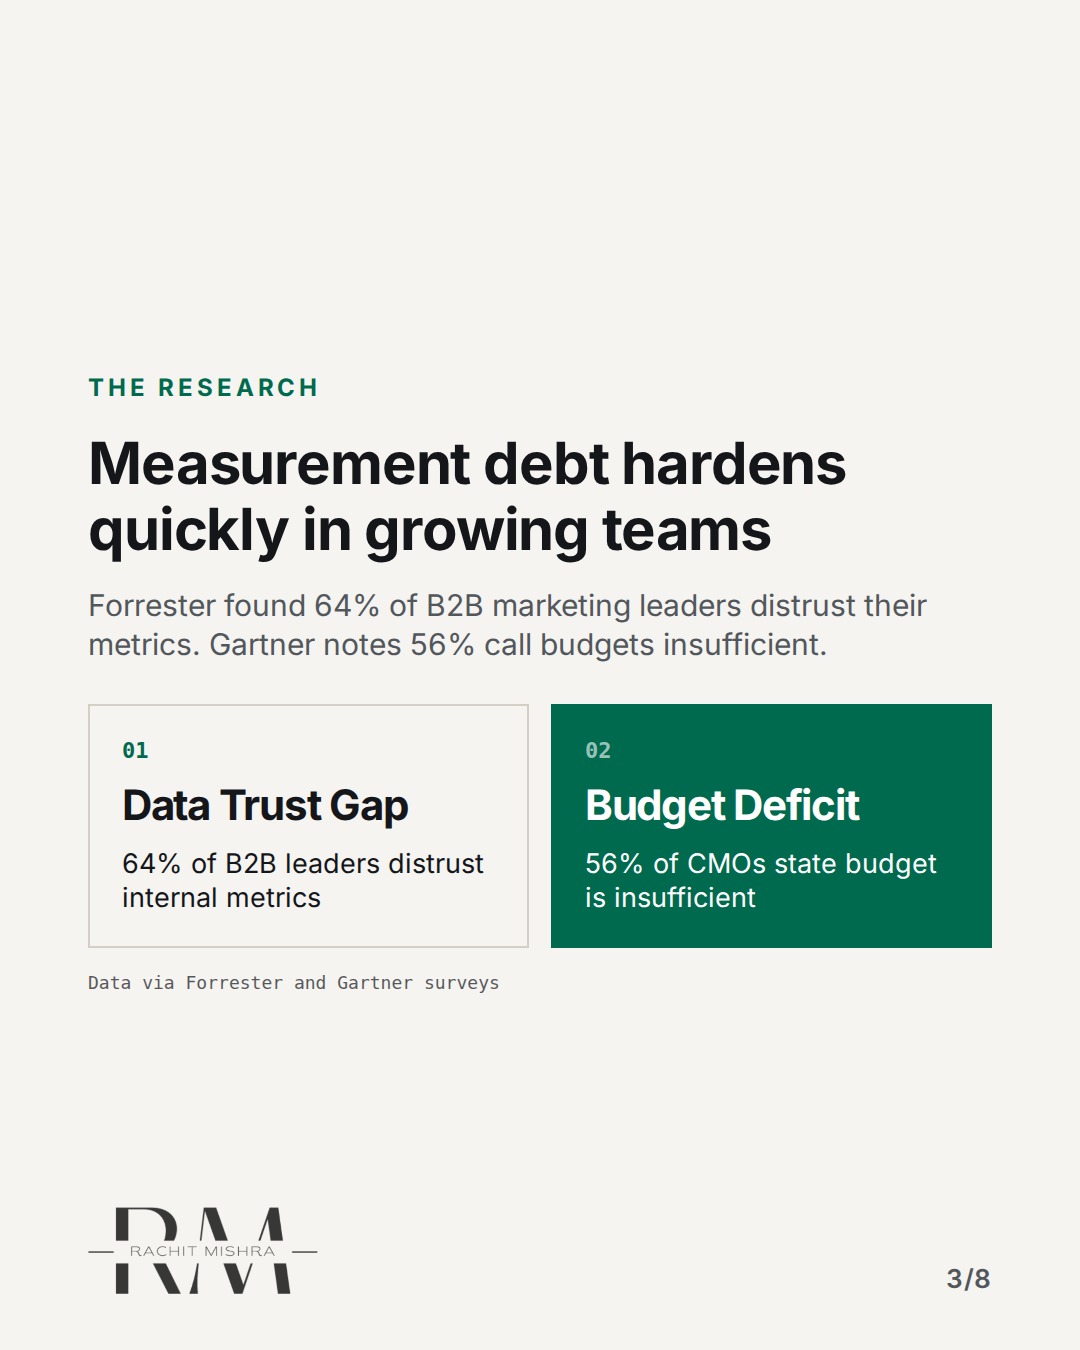 THE RESEARCH
Measurement debt hardens
quickly in growing teams
Forrester found 64% of B2B marketing leaders distrust their
metrics. Gartner notes 56% call budgets insufficient.
01
Data Trust Gap
64% of B2B leaders distrust
internal metrics
02
Budget Deficit
56% of CMOs state budget
is insufficient
Data via Forrester and Gartner surveys
RM
RACHIT MISHRA
3/8